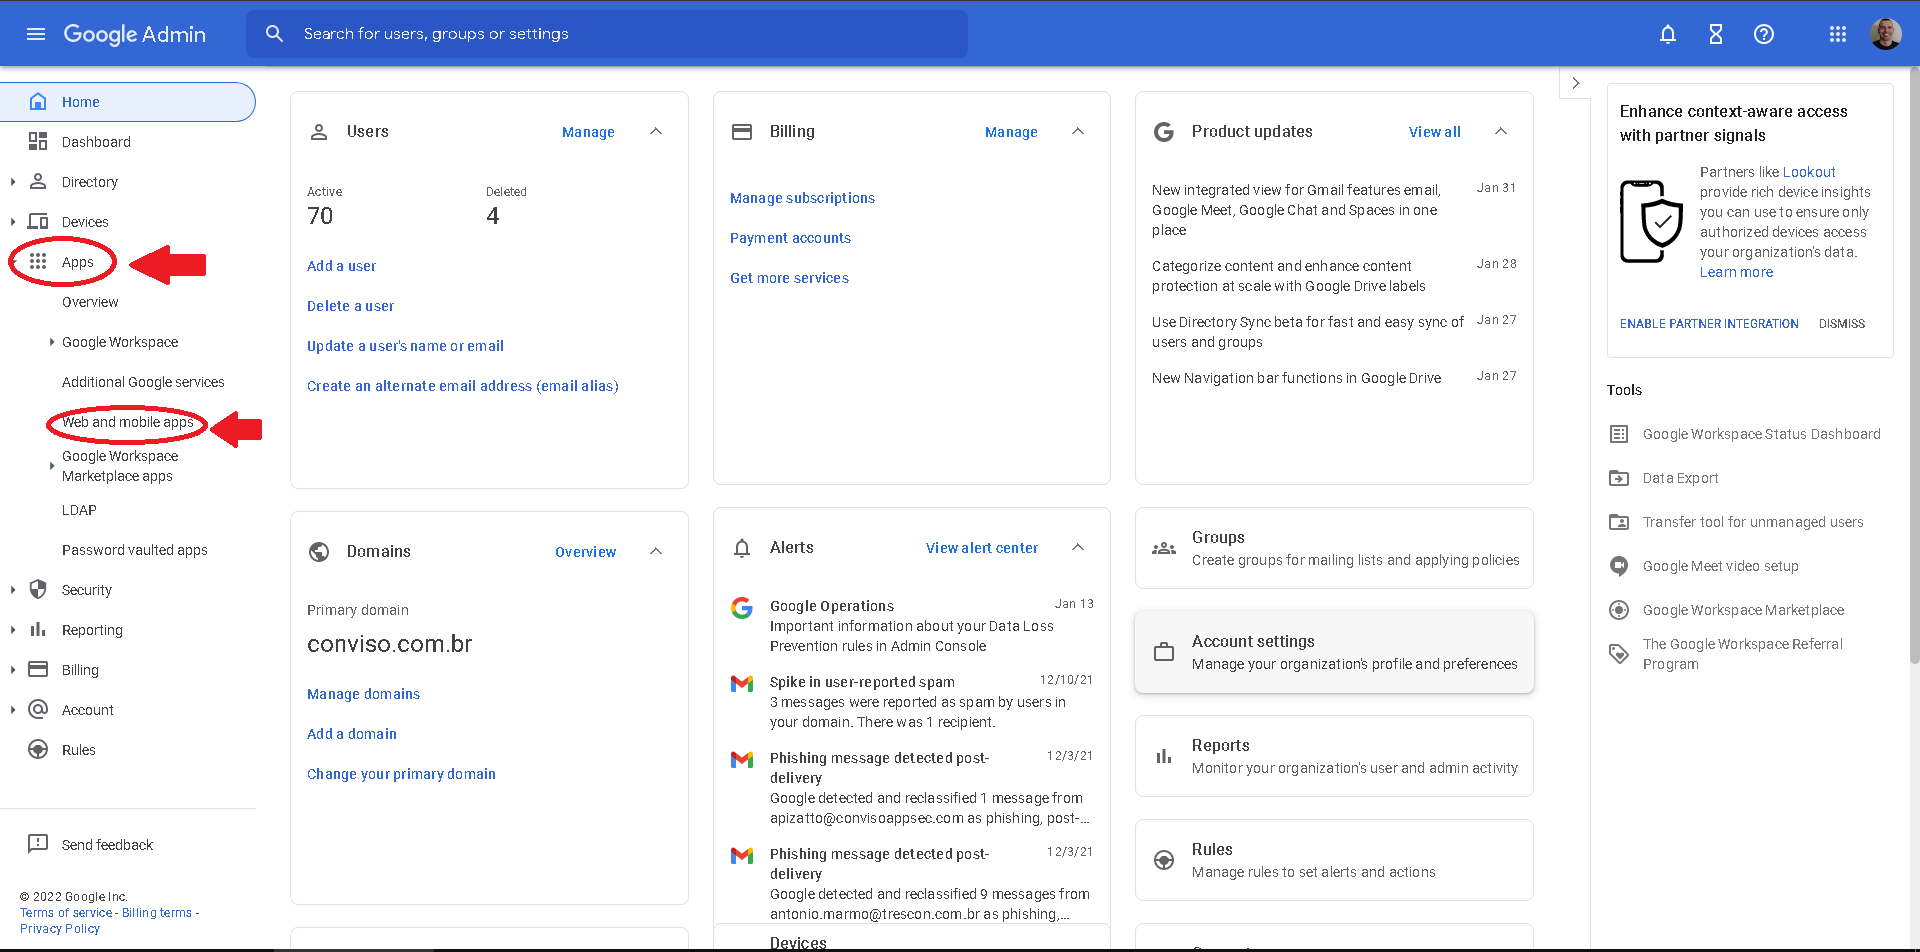 Google Admin
Search for users, groups or settings
Home
Dashboard
Directory
Devices
Apps
Overview
Google Workspace
Additional Google services
Web and mobile apps
Google Workspace
Marketplace apps
LDAP
Password vaulted apps
Security
Reporting
Billing
Account
Rules
Send feedback
© 2022 Google Inc.
Terms of service - Billing terms -
Privacy Policy
Users
Manage
Active
Deleted
70
4
Add a user
Delete a user
Update a user's name or email
Create an alternate email address (email alias)
Billing
Manage
Manage subscriptions
Payment accounts
Get more services
Product updates
View all
New integrated view for Gmail features email,
Google Meet, Google Chat and Spaces in one
place
Jan 31
Categorize content and enhance content
protection at scale with Google Drive labels
Jan 28
Use Directory Sync beta for fast and easy sync of
users and groups
Jan 27
New Navigation bar functions in Google Drive
Jan 27
Domains
Overview
Primary domain
conviso.com.br
Manage domains
Add a domain
Change your primary domain
Alerts
View alert center
Google Operations
Jan 13
Important information about your Data Loss
Prevention rules in Admin Console
Spike in user-reported spam
12/10/21
3 messages were reported as spam by users in
your domain. There was 1 recipient.
Phishing message detected post-
delivery
12/3/21
Google detected and reclassified 1 message from
apizatto@convisoappsec.com as phishing, post-...
Phishing message detected post-
delivery
12/3/21
Google detected and reclassified 9 messages from
antonio.marmo@trescon.com.br as phishing,...
Devices
Groups
Create groups for mailing lists and applying policies
Account settings
Manage your organization's profile and preferences
Reports
Monitor your organization's user and admin activity
Rules
Manage rules to set alerts and actions
Enhance context-aware access
with partner signals
Partners like Lookout
provide rich device insights
you can use to ensure only
authorized devices access
your organization's data.
Learn more
ENABLE PARTNER INTEGRATION
DISMISS
Tools
Google Workspace Status Dashboard
Data Export
Transfer tool for unmanaged users
Google Meet video setup
Google Workspace Marketplace
The Google Workspace Referral
Program